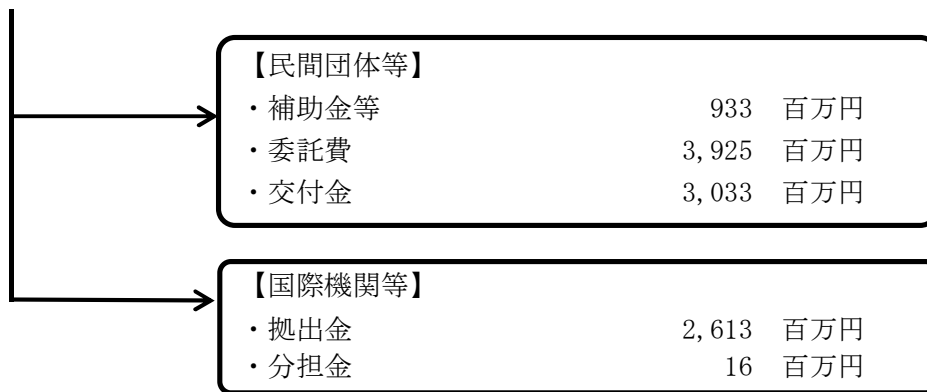 【民間団体等】
・補助金等 933 百万円
・委託費 3,925 百万円
・交付金 3,033 百万円
【国際機関等】
・拠出金 2,613 百万円
・分担金 16 百万円